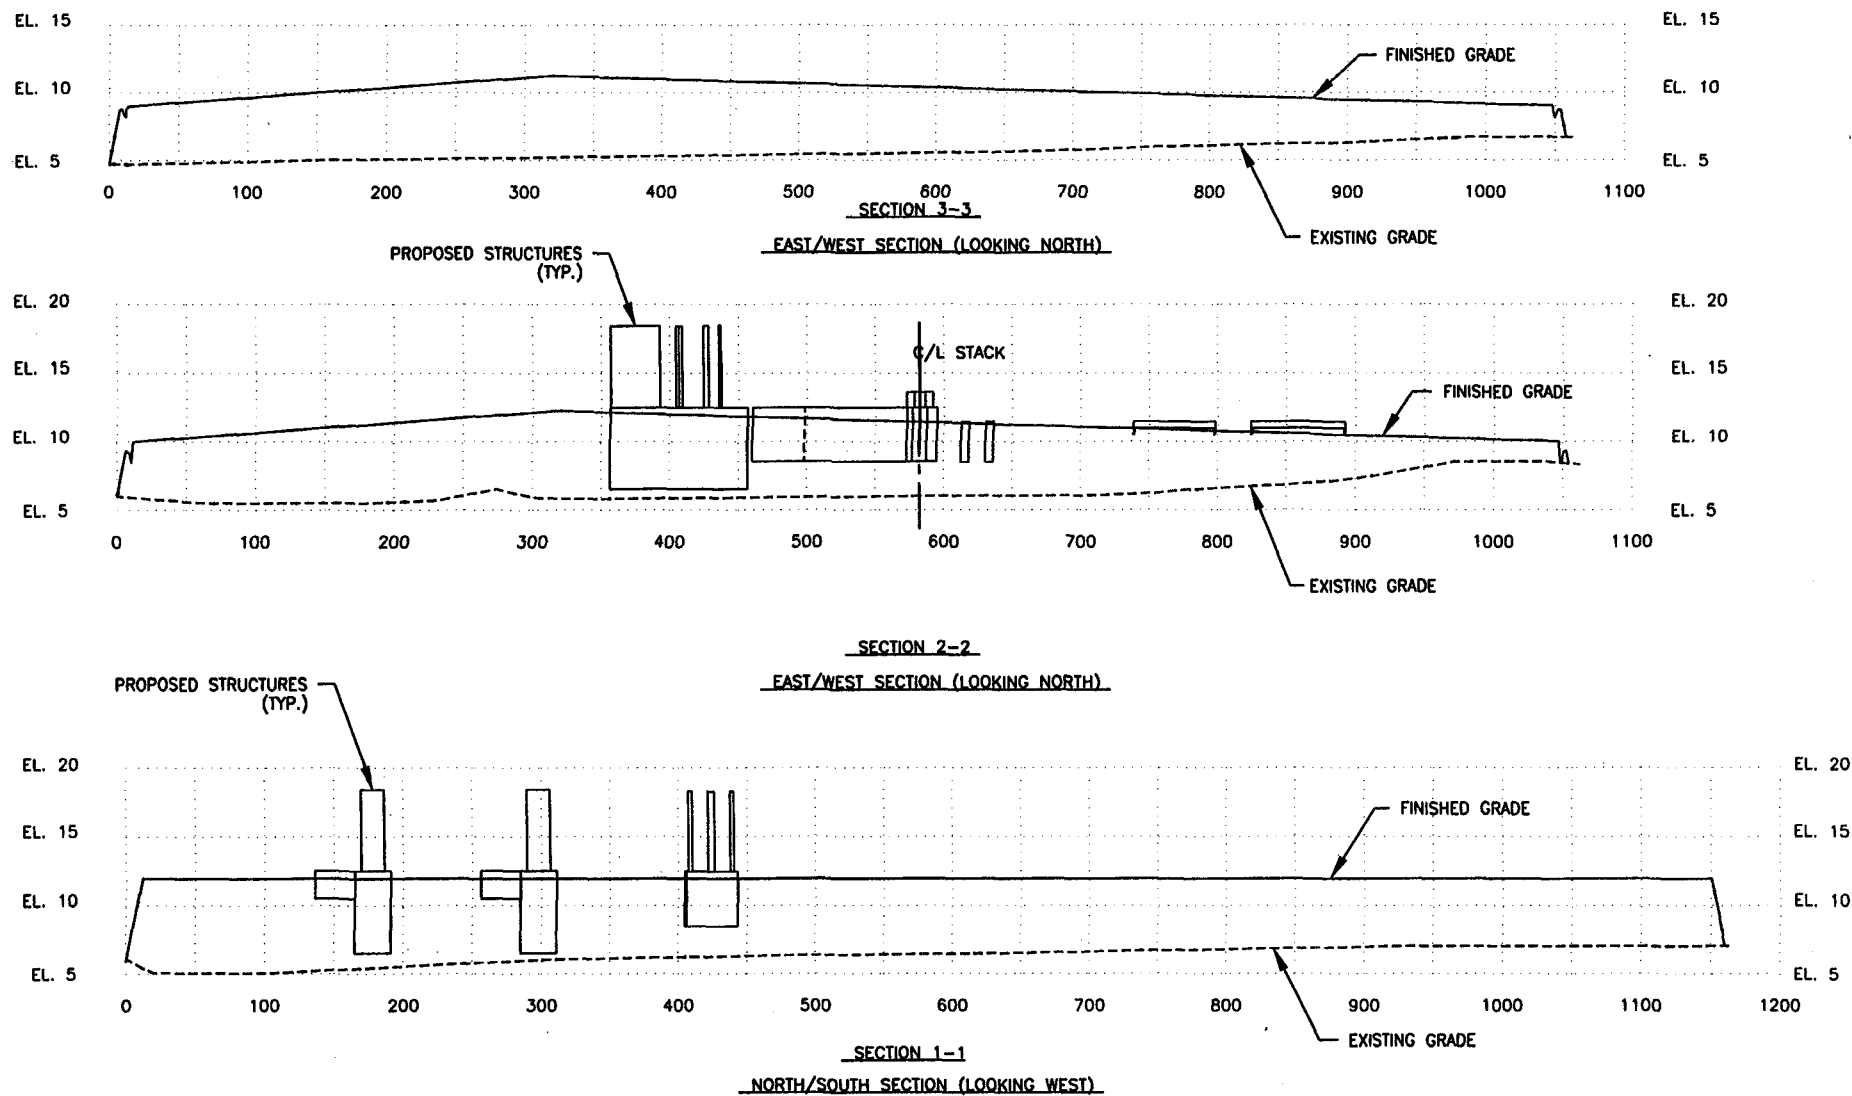 EL. 15
EL. 15
FINISHED GRADE
EL. 10
EL. 10
EL. 5
EL. 5
0 100 200 300 400 500 600 700 800 900 1000 1100
SECTION 3-3
EAST/WEST SECTION (LOOKING NORTH)
EXISTING GRADE
PROPOSED STRUCTURES
(TYP.)
EL. 20
EL. 20
C/L STACK
EL. 15
EL. 15
FINISHED GRADE
EL. 10
EL. 10
EL. 5
EL. 5
0 100 200 300 400 500 600 700 800 900 1000 1100
EXISTING GRADE
SECTION 2-2
EAST/WEST SECTION (LOOKING NORTH)
PROPOSED STRUCTURES
(TYP.)
EL. 20
EL. 20
FINISHED GRADE
EL. 15
EL. 15
EL. 10
EL. 10
EL. 5
EL. 5
0 100 200 300 400 500 600 700 800 900 1000 1100 1200
EXISTING GRADE
SECTION 1-1
NORTH/SOUTH SECTION (LOOKING WEST)